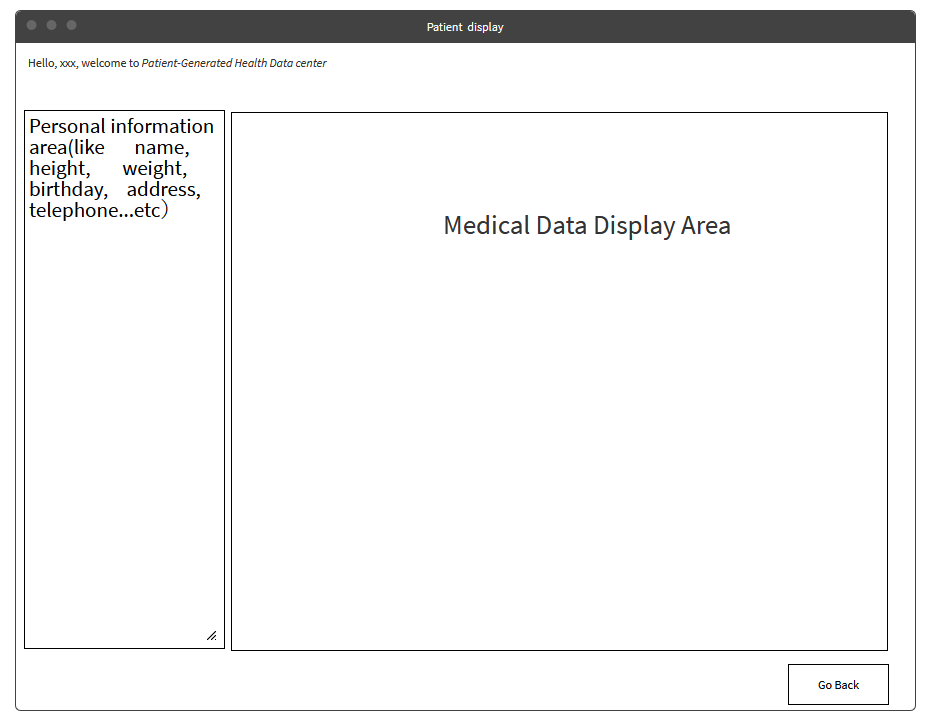 Patient display
Hello, xxx, welcome to Patient-Generated Health Data center
Personal information
area(like name,
height, weight,
birthday, address,
telephone...etc）
Medical Data Display Area
Go Back